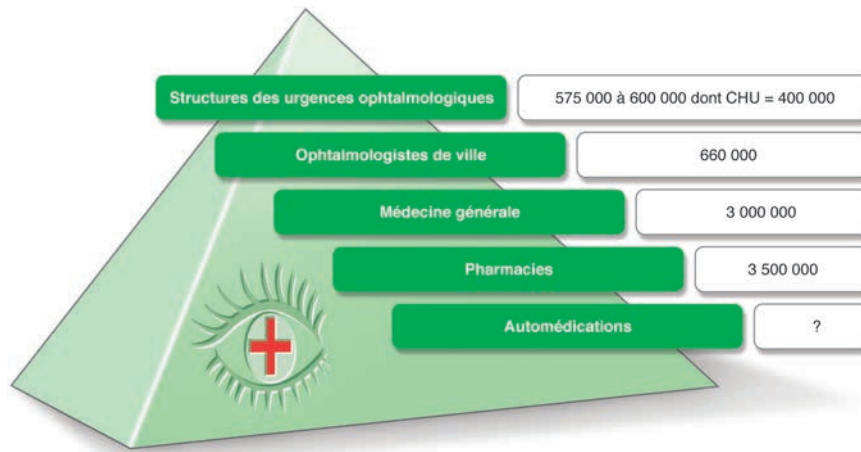 Structures des urgences ophtalmologiques 575 000 à 600 000 dont CHU = 400 000
Ophtalmologistes de ville 660 000
Médecine générale 3 000 000
Pharmacies 3 500 000
Automédications ?